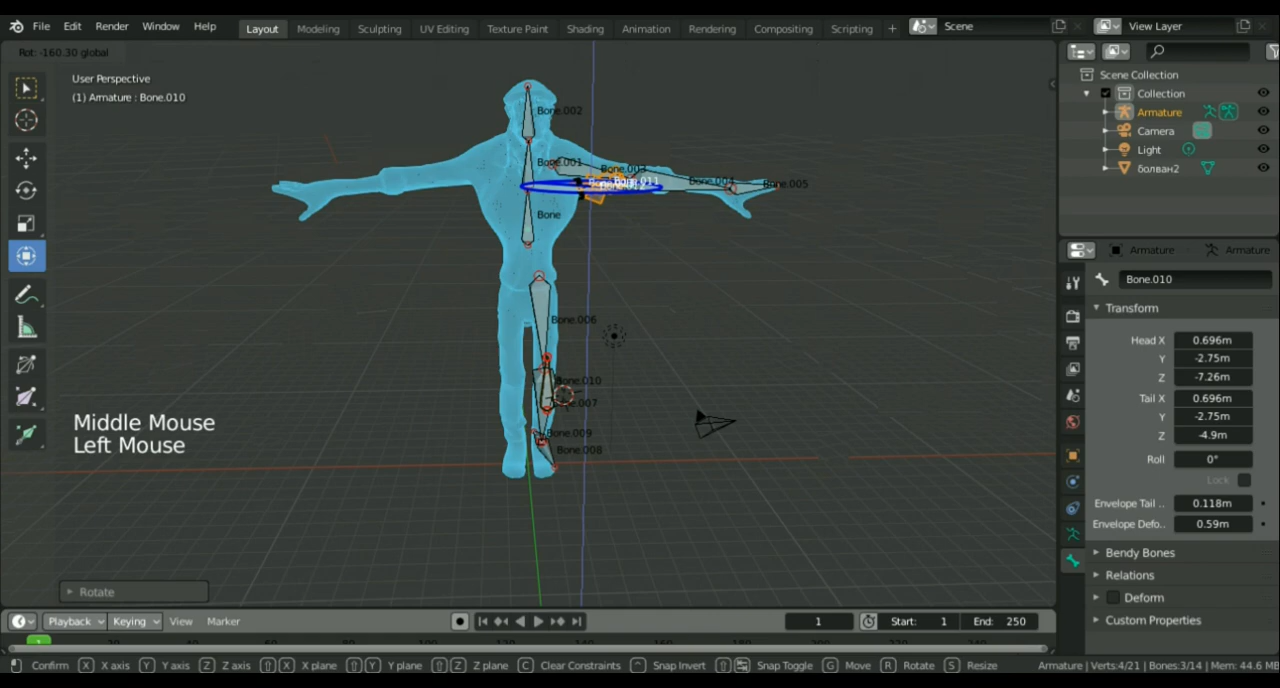 File Edit Render Window Help Layout Modeling Sculpting UV Editing Texture Paint Shading Animation Rendering Compositing Scripting + Scene View Layer
Rot: -160.30 global
User Perspective
(1) Armature : Bone.010
Scene Collection
Collection
Armature
Camera
Light
болван2
Bone.002
Bone.001
Bone.011
Bone.004
Bone.005
Bone
Bone.006
Bone.009
Bone.008
Middle Mouse
Left Mouse
Rotate
Armature Armature
Bone.010
Transform
Head X 0.696m
Y -2.75m
Z -7.26m
Tail X 0.696m
Y -2.75m
Z -4.9m
Roll 0°
Lock
Envelope Tail .. 0.118m
Envelope Defo.. 0.59m
Bendy Bones
Relations
Deform
Custom Properties
Playback Keying View Marker 1 Start: 1 End: 250
1
Confirm X X axis Y Y axis Z Z axis X X plane Y Y plane Z Z plane C Clear Constraints ^ Snap Invert Snap Toggle G Move R Rotate S Resize Armature | Verts:4/21 | Bones:3/14 | Mem: 44.6 MB